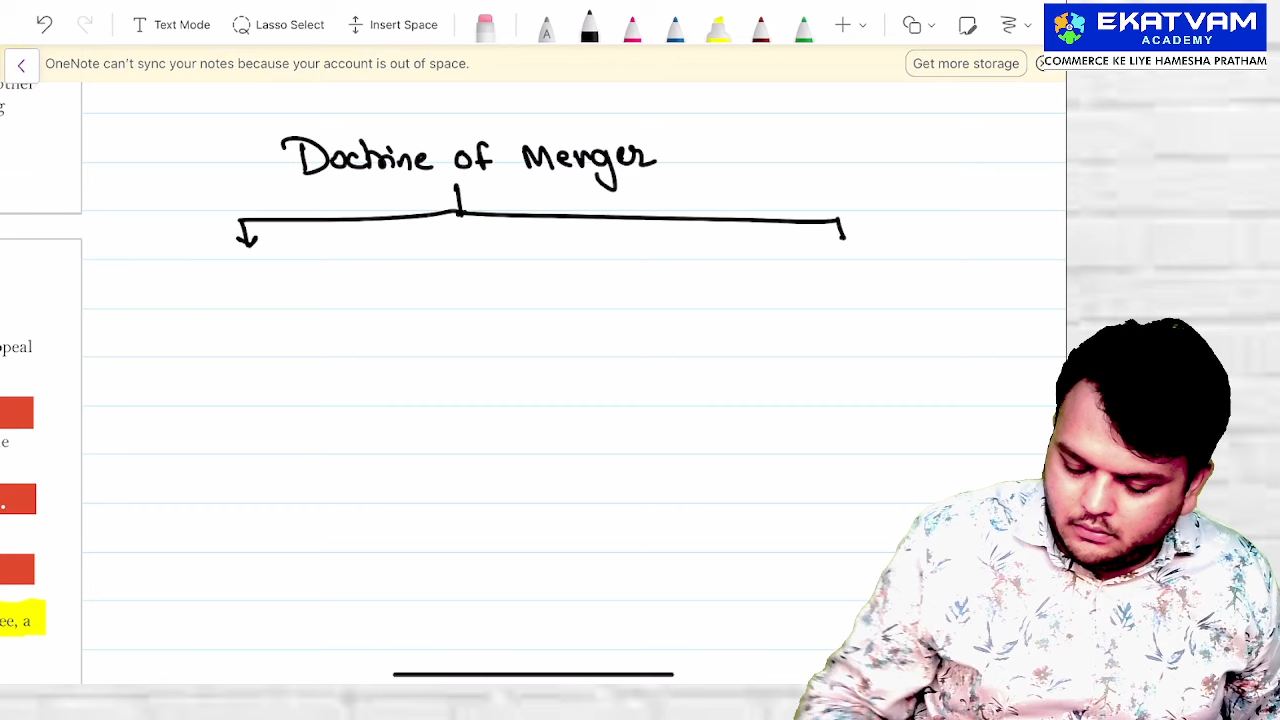 Text Mode Lasso Select Insert Space
EKATVAM
ACADEMY
COMMERCE KE LIYE HAMESHA PRATHAM
OneNote can't sync your notes because your account is out of space. Get more storage
g
Doctrine of Merger
ppeal
e
.
ee, a
A